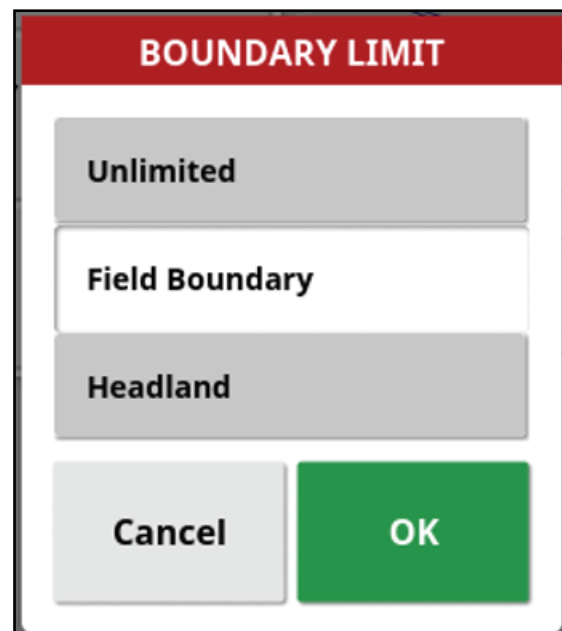 BOUNDARY LIMIT
Unlimited
Field Boundary
Headland
Cancel
OK